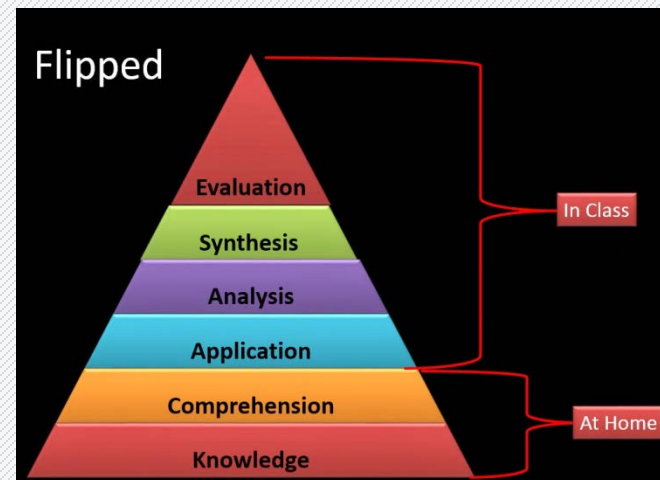 Flipped
Evaluation
In Class
Synthesis
Analysis
Application
Comprehension
At Home
Knowledge